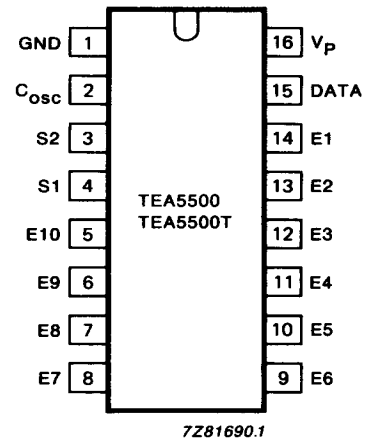 GND 1 16 VP
Cosc 2 15 DATA
S2 3 14 E1
S1 4 13 E2
TEA5500
TEA5500T
E10 5 12 E3
E9 6 11 E4
E8 7 10 E5
E7 8 9 E6
7Z81690.1